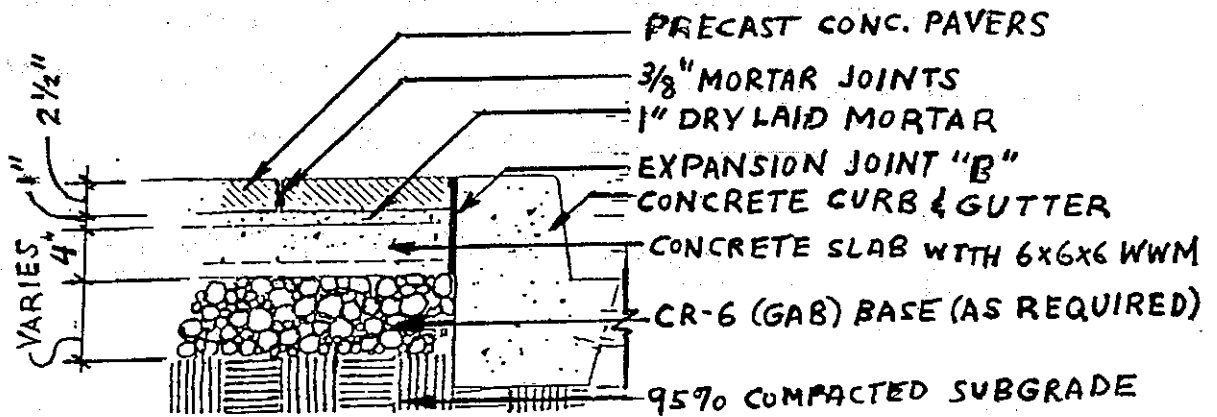 PRECAST CONC. PAVERS
3/8" MORTAR JOINTS
1" DRY LAID MORTAR
EXPANSION JOINT "B"
CONCRETE CURB & GUTTER
CONCRETE SLAB WITH 6x6x6 WWM
CR-6 (GAB) BASE (AS REQUIRED)
95% COMPACTED SUBGRADE
2 1/2"
1"
4"
VARIES